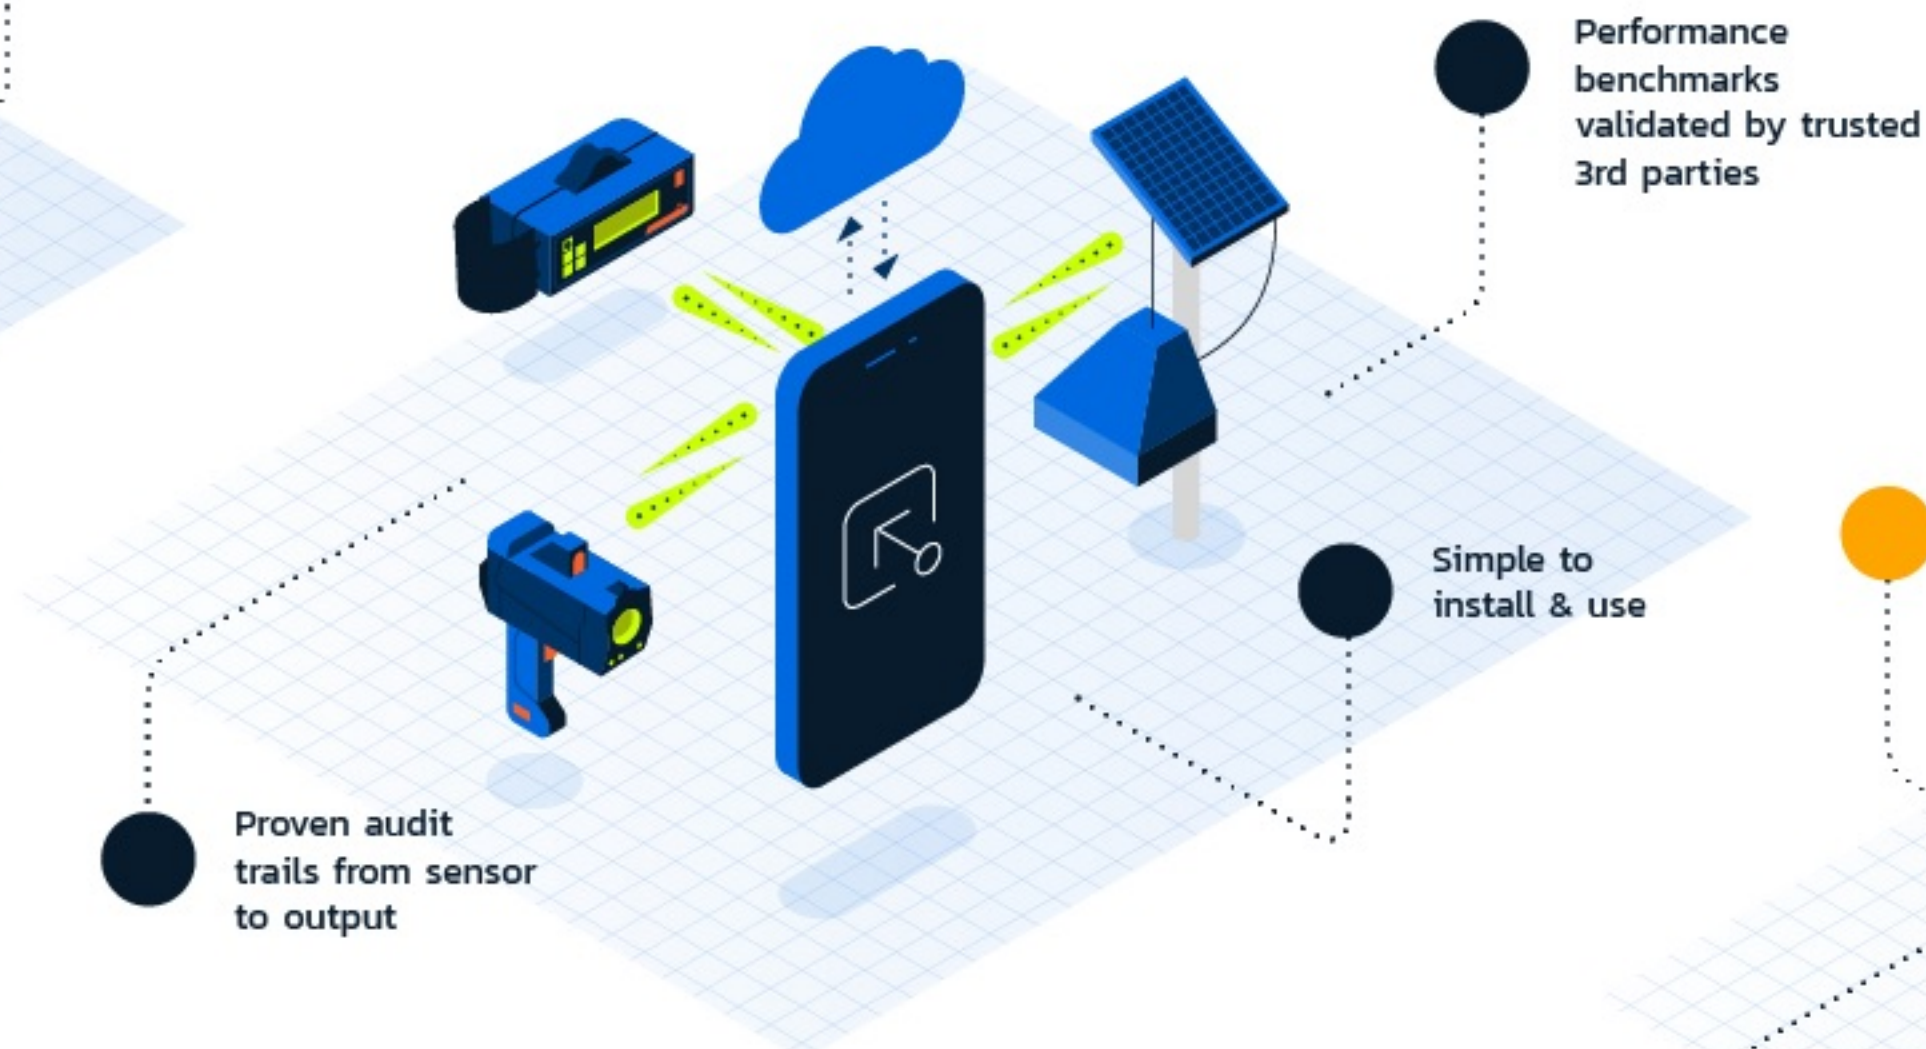 Performance
benchmarks
validated by trusted
3rd parties
Simple to
install & use
Proven audit
trails from sensor
to output